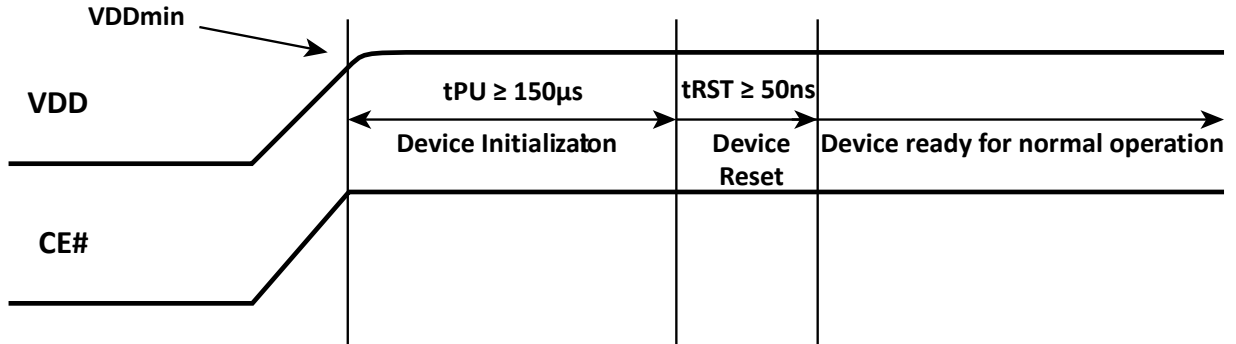 VDDmin
VDD
tPU ≥ 150μs
tRST ≥ 50ns
Device Initializaton
Device
Reset
Device ready for normal operation
CE#